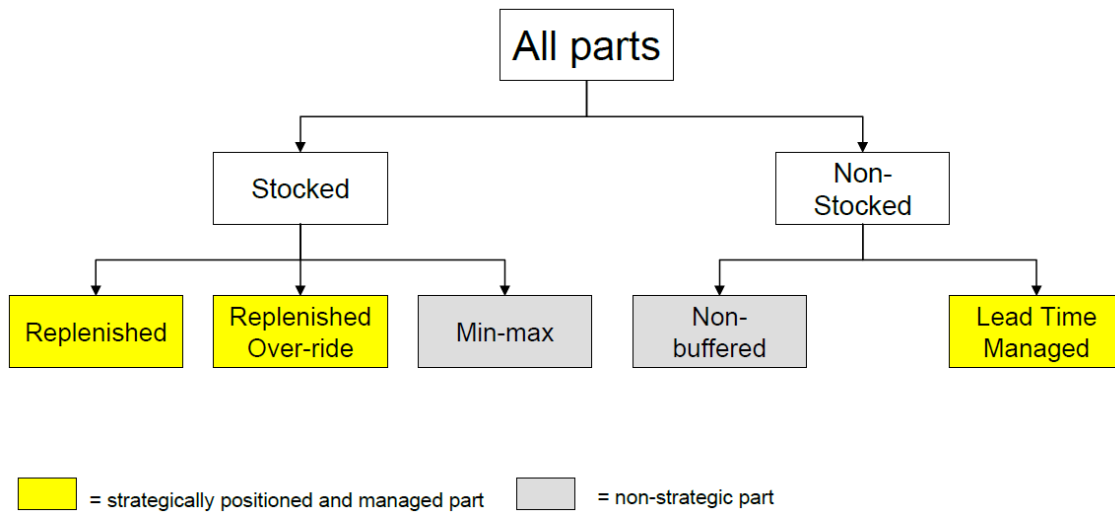 All parts
Stocked
Non-
Stocked
Replenished
Replenished
Over-ride
Min-max
Non-
buffered
Lead Time
Managed
= strategically positioned and managed part
= non-strategic part